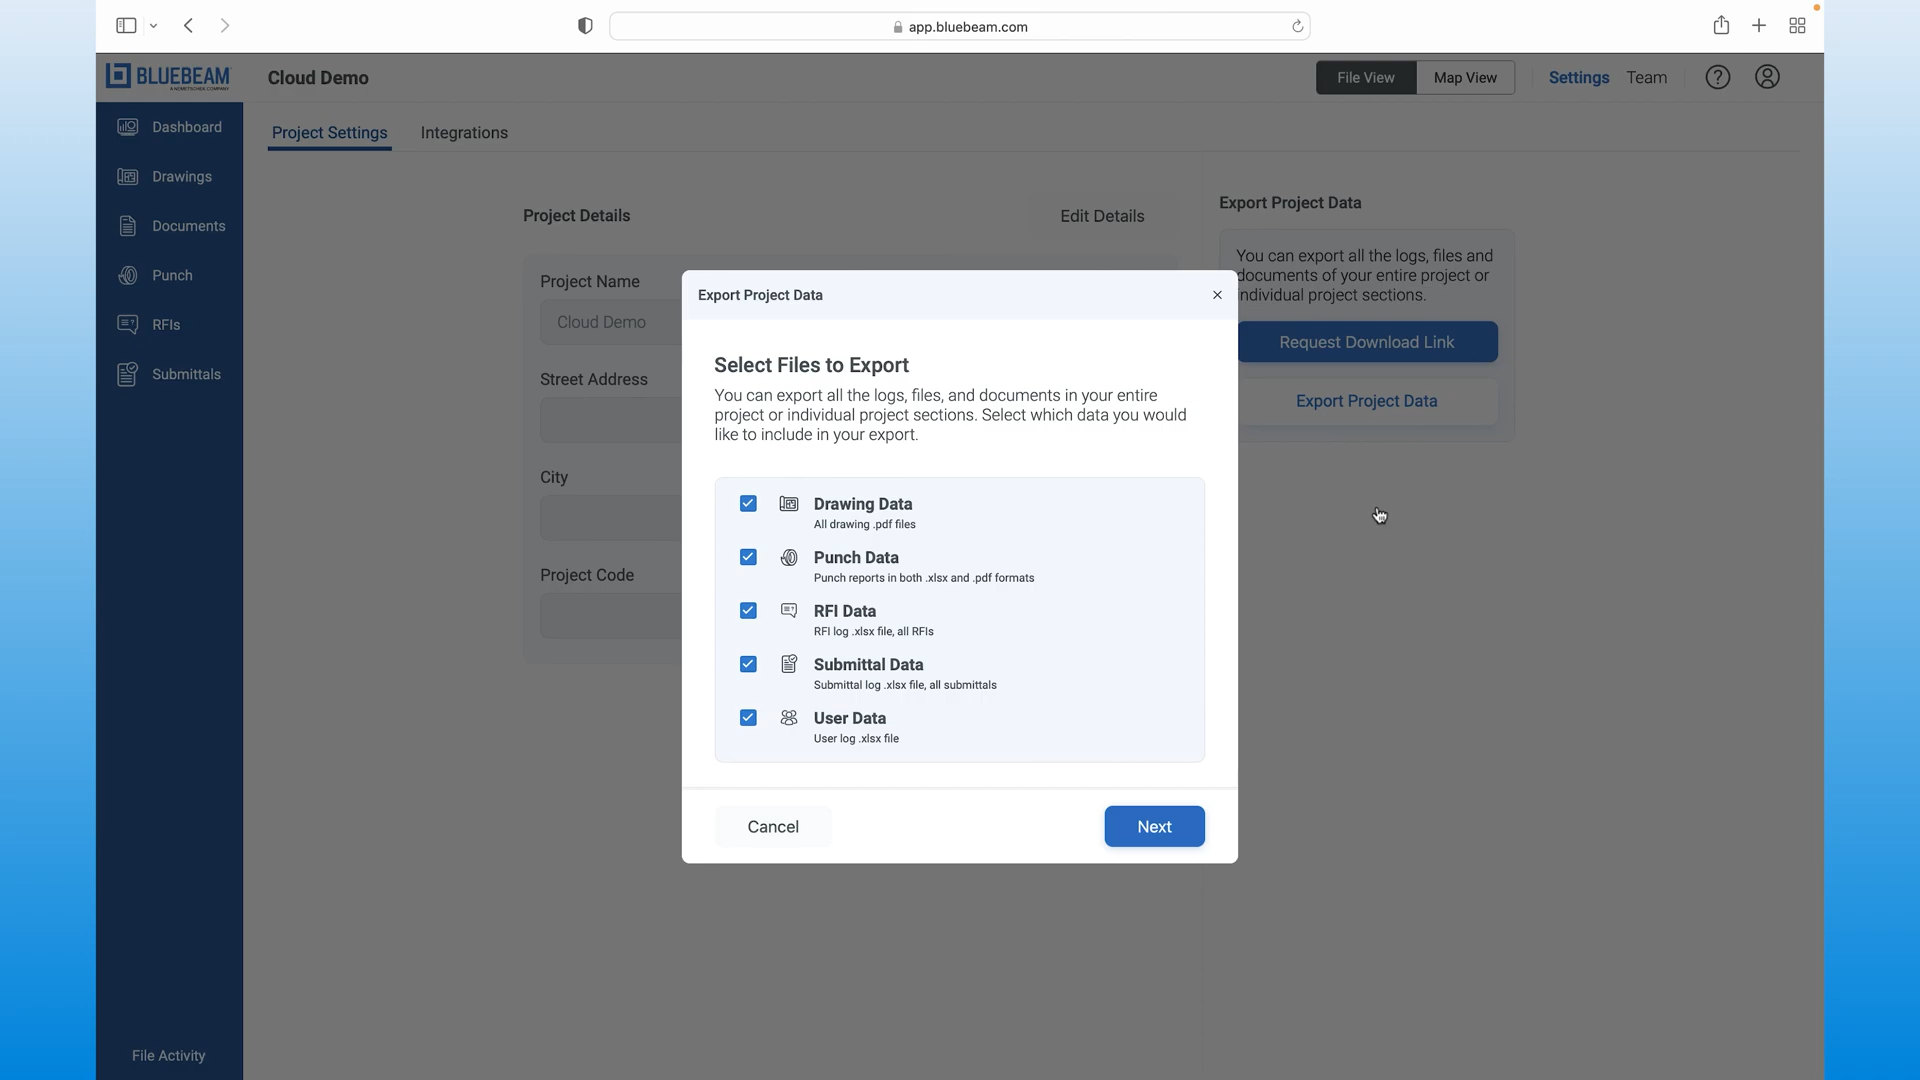 app.bluebeam.com
BLUEBEAM
A NEMETSCHEK COMPANY
Cloud Demo
File View
Map View
Settings
Team
Dashboard
Drawings
Documents
Punch
RFIs
Submittals
File Activity
Project Settings
Integrations
Project Details
Edit Details
Project Name
Cloud Demo
Street Address
City
Project Code
Export Project Data
You can export all the logs, files and
documents of your entire project or
individual project sections.
Request Download Link
Export Project Data
Export Project Data
Select Files to Export
You can export all the logs, files, and documents in your entire
project or individual project sections. Select which data you would
like to include in your export.
Drawing Data
All drawing .pdf files
Punch Data
Punch reports in both .xlsx and .pdf formats
RFI Data
RFI log .xlsx file, all RFIs
Submittal Data
Submittal log .xlsx file, all submittals
User Data
User log .xlsx file
Cancel
Next